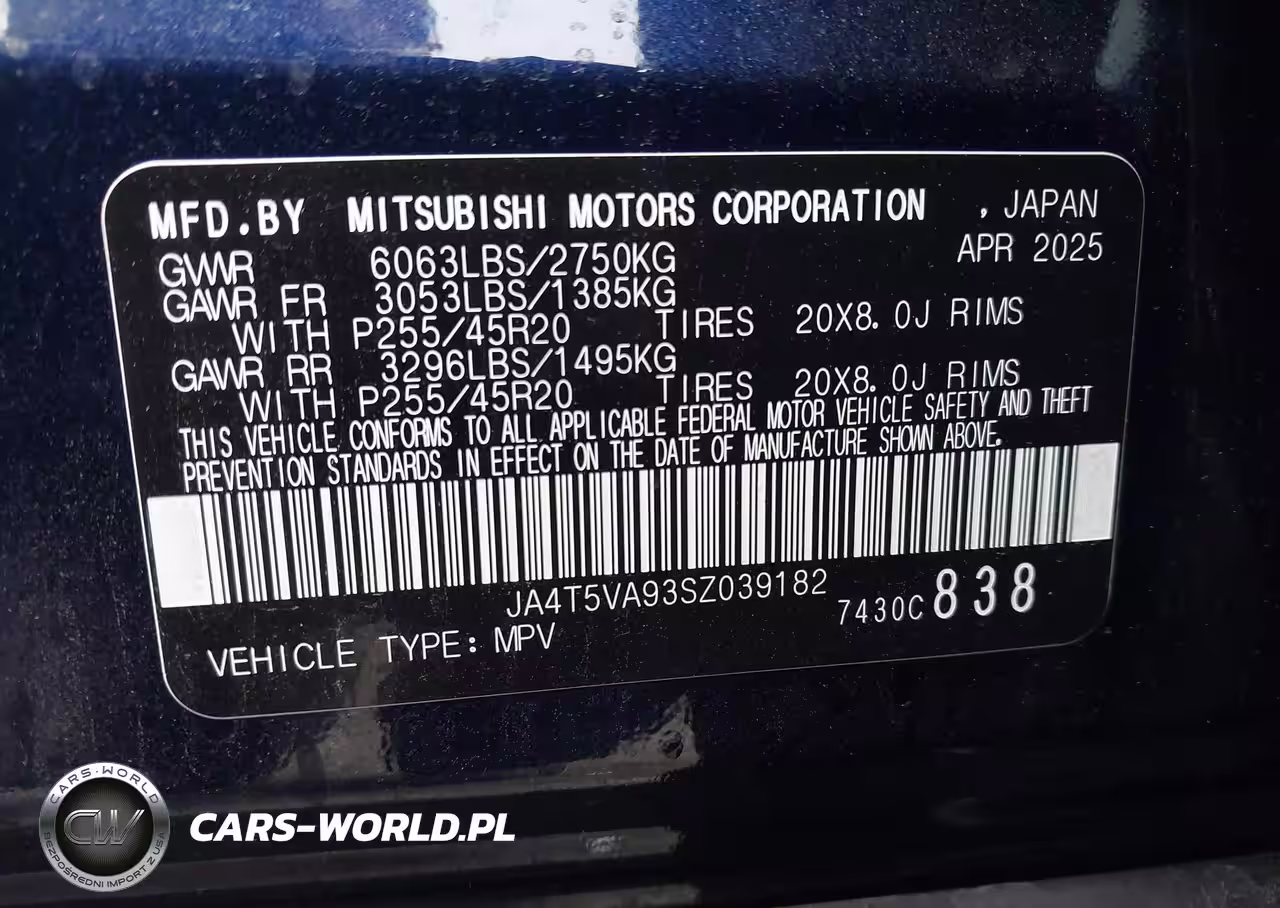 MFD.BY MITSUBISHI MOTORS CORPORATION , JAPAN
APR 2025
GVWR 6063LBS/2750KG
GAWR FR 3053LBS/1385KG
WITH P255/45R20 TIRES 20X8.0J RIMS
GAWR RR 3296LBS/1495KG
WITH P255/45R20 TIRES 20X8.0J RIMS
THIS VEHICLE CONFORMS TO ALL APPLICABLE FEDERAL MOTOR VEHICLE SAFETY AND THEFT
PREVENTION STANDARDS IN EFFECT ON THE DATE OF MANUFACTURE SHOWN ABOVE.
JA4T5VA93SZ039182
7430C 838
VEHICLE TYPE: MPV
CARS-WORLD
CW
BEZPOŚREDNI IMPORT Z USA
CARS-WORLD.PL